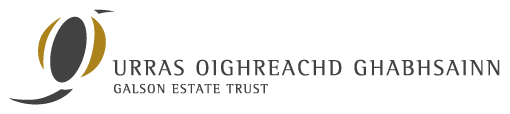 URRAS OIGHREACHD GHABHSAINN
GALSON ESTATE TRUST